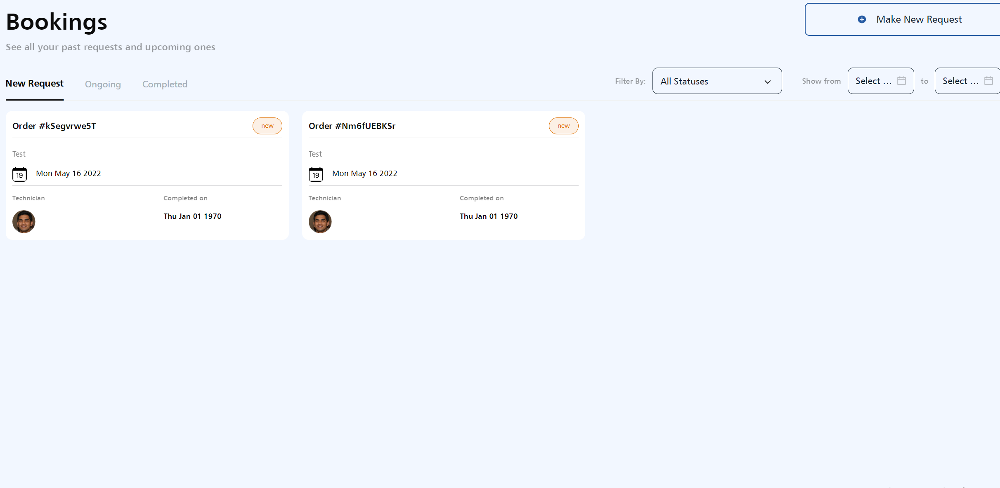 Bookings
Make New Request
See all your past requests and upcoming ones
New Request Ongoing Completed
Filter By: All Statuses Show from Select ... to Select ...
Order #kSegvrwe5T new
Test
19 Mon May 16 2022
Technician Completed on
Thu Jan 01 1970
Order #Nm6fUEBKSr new
Test
19 Mon May 16 2022
Technician Completed on
Thu Jan 01 1970